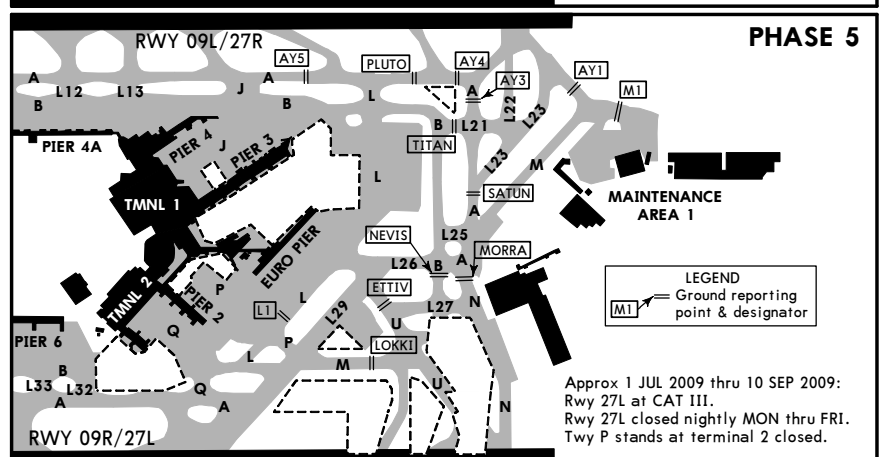 RWY 09L/27R
PHASE 5
AY5
PLUTO
AY4
AY3
AY1
M1
A
B
L12
L13
J
A
B
L
A
L22
L23
B
L21
TITAN
PIER 4A
PIER 4
J
PIER 3
L
L23
M
SATUN
A
MAINTENANCE
AREA 1
TMNL 1
NEVIS
L25
MORRA
EURO PIER
L26
B
A
ETTIV
N
LEGEND
M1
Ground reporting
point & designator
TMNL 2
P
PIER 2
L1
L
L29
U
L27
Q
P
LOKKI
PIER 6
L
M
B
L33
L32
A
Q
A
U
N
Approx 1 JUL 2009 thru 10 SEP 2009:
Rwy 27L at CAT III.
Rwy 27L closed nightly MON thru FRI.
Twy P stands at terminal 2 closed.
RWY 09R/27L